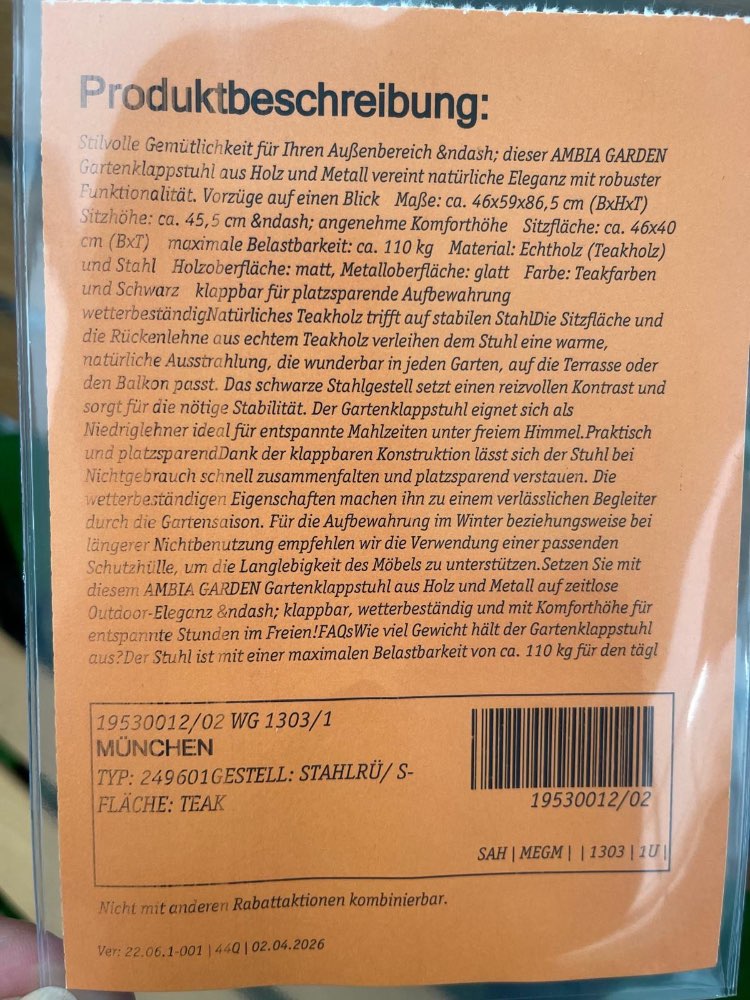 Produktbeschreibung:
Stilvolle Gemütlichkeit für Ihren Außenbereich &ndash; dieser AMBIA GARDEN
Gartenklappstuhl aus Holz und Metall vereint natürliche Eleganz mit robuster
Funktionalität. Vorzüge auf einen Blick Maße: ca. 46x59x86,5 cm (BxHxT)
Sitzhöhe: ca. 45,5 cm &ndash; angenehme Komforthöhe Sitzfläche: ca. 46x40
cm (BxT) maximale Belastbarkeit: ca. 110 kg Material: Echtholz (Teakholz)
und Stahl Holzoberfläche: matt, Metalloberfläche: glatt Farbe: Teakfarben
und Schwarz klappbar für platzsparende Aufbewahrung
wetterbeständigNatürliches Teakholz trifft auf stabilen StahlDie Sitzfläche und
die Rückenlehne aus echtem Teakholz verleihen dem Stuhl eine warme,
natürliche Ausstrahlung, die wunderbar in jeden Garten, auf die Terrasse oder
den Balkon passt. Das schwarze Stahlgestell setzt einen reizvollen Kontrast und
sorgt für die nötige Stabilität. Der Gartenklappstuhl eignet sich als
Niedriglehner ideal für entspannte Mahlzeiten unter freiem Himmel.Praktisch
und platzsparendDank der klappbaren Konstruktion lässt sich der Stuhl bei
Nichtgebrauch schnell zusammenfalten und platzsparend verstauen. Die
wetterbeständigen Eigenschaften machen ihn zu einem verlässlichen Begleiter
durch die Gartensaison. Für die Aufbewahrung im Winter beziehungsweise bei
längerer Nichtbenutzung empfehlen wir die Verwendung einer passenden
Schutzhülle, um die Langlebigkeit des Möbels zu unterstützen.Setzen Sie mit
diesem AMBIA GARDEN Gartenklappstuhl aus Holz und Metall auf zeitlose
Outdoor-Eleganz &ndash; klappbar, wetterbeständig und mit Komforthöhe für
entspannte Stunden im Freien!FAQsWie viel Gewicht hält der Gartenklappstuhl
aus?Der Stuhl ist mit einer maximalen Belastbarkeit von ca. 110 kg für den tägl
19530012/02 WG 1303/1
MÜNCHEN
TYP: 249601GESTELL: STAHLRÜ/ S-
FLÄCHE: TEAK
19530012/02
SAH | MEGM | | 1303 | 1U |
Nicht mit anderen Rabattaktionen kombinierbar.
Ver: 22.06.1-001 | 44Q | 02.04.2026